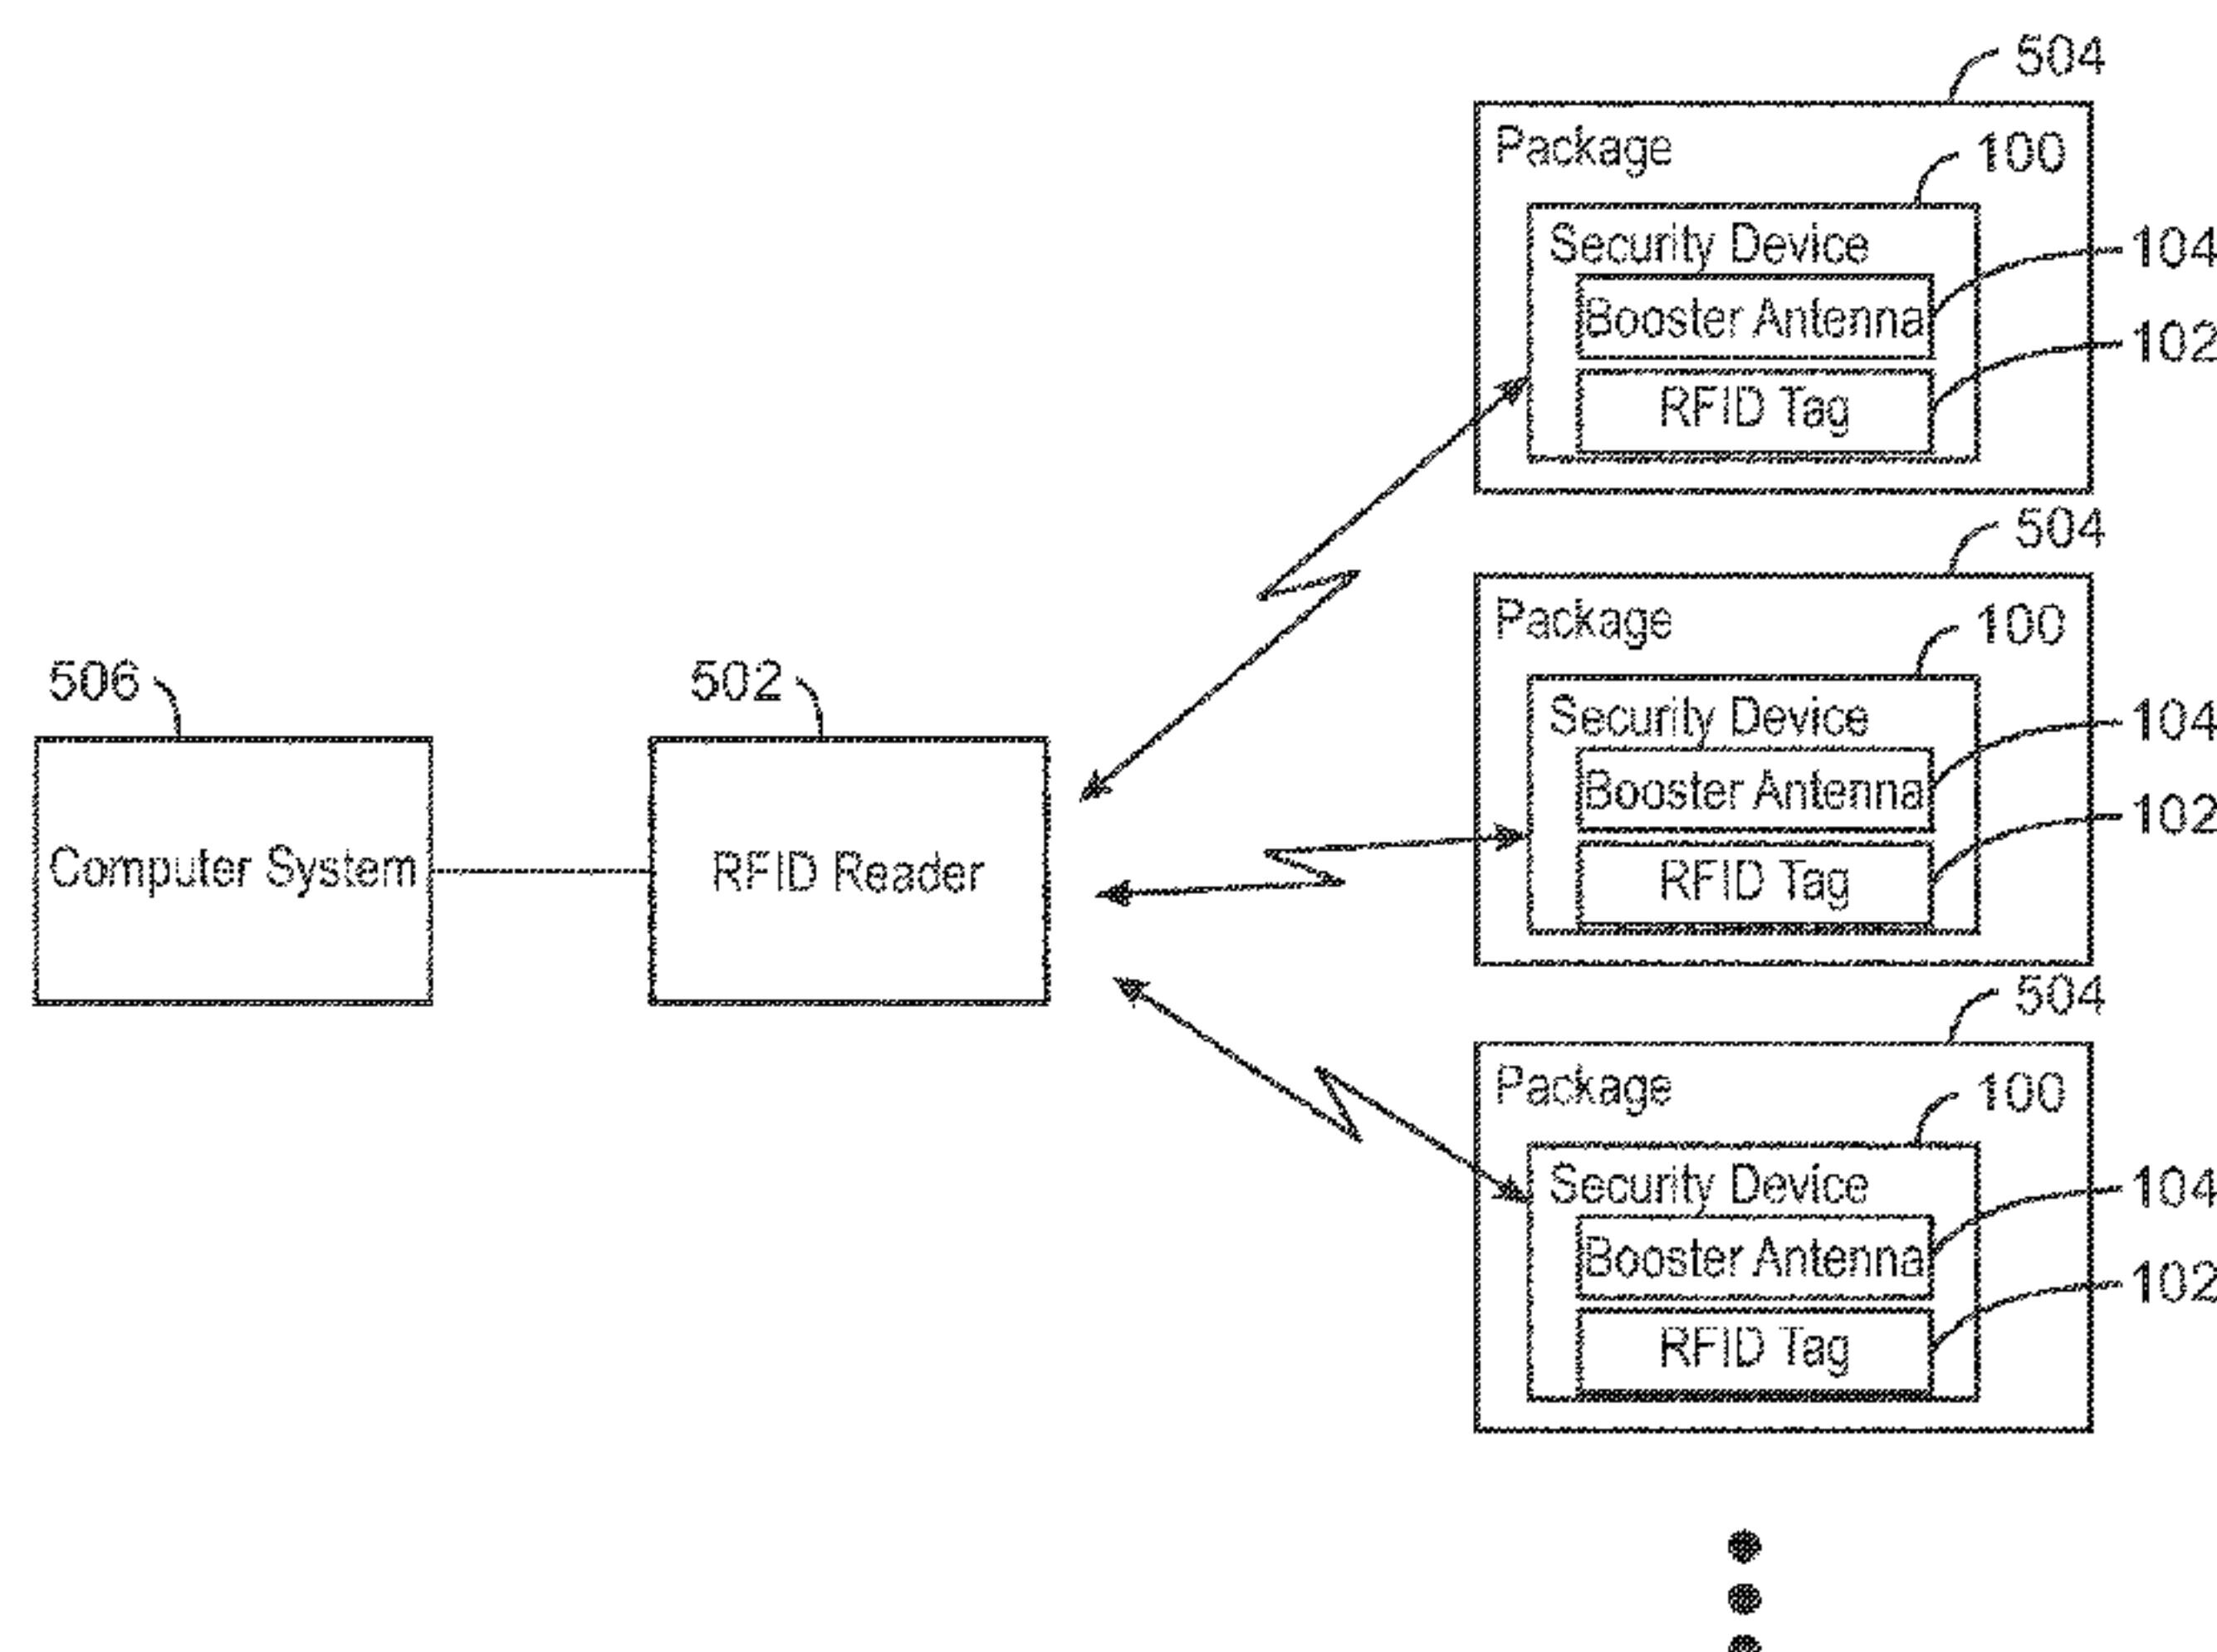 504
Package
100
Security Device
104
Booster Antenna
102
RFID Tag
504
Package
100
506
502
Security Device
104
Booster Antenna
102
Computer System
RFID Reader
RFID Tag
504
Package
100
Security Device
104
Booster Antenna
102
RFID Tag